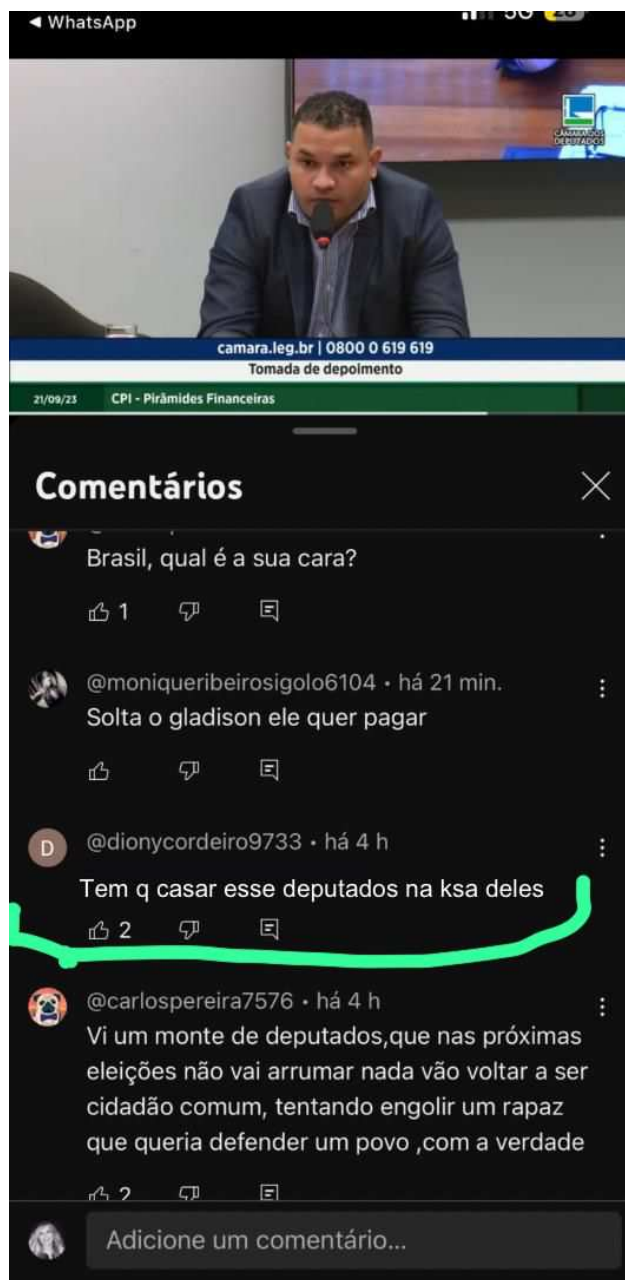 WhatsApp
5G 28
CÂMARA DOS
DEPUTADOS
camara.leg.br | 0800 0 619 619
Tomada de depoimento
21/09/23 CPI - Pirâmides Financeiras
Comentários
Brasil, qual é a sua cara?
1
@moniqueribeirosigolo6104 • há 21 min.
Solta o gladison ele quer pagar
D
@dionycordeiro9733 • há 4 h
Tem q casar esse deputados na ksa deles
2
@carlospereira7576 • há 4 h
Vi um monte de deputados,que nas próximas
eleições não vai arrumar nada vão voltar a ser
cidadão comum, tentando engolir um rapaz
que queria defender um povo ,com a verdade
2
Adicione um comentário...